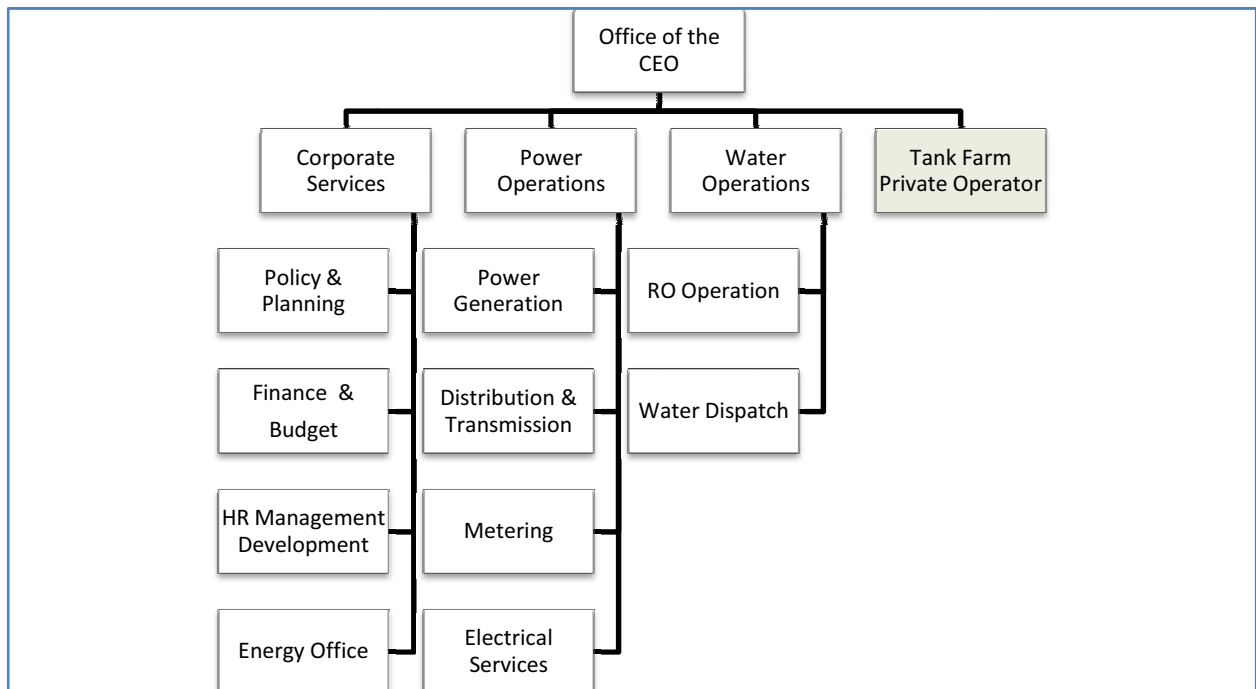 Office of the
CEO
Corporate
Services
Power
Operations
Water
Operations
Tank Farm
Private Operator
Policy &
Planning
Power
Generation
RO Operation
Finance &
Budget
Distribution &
Transmission
Water Dispatch
HR Management
Development
Metering
Energy Office
Electrical
Services